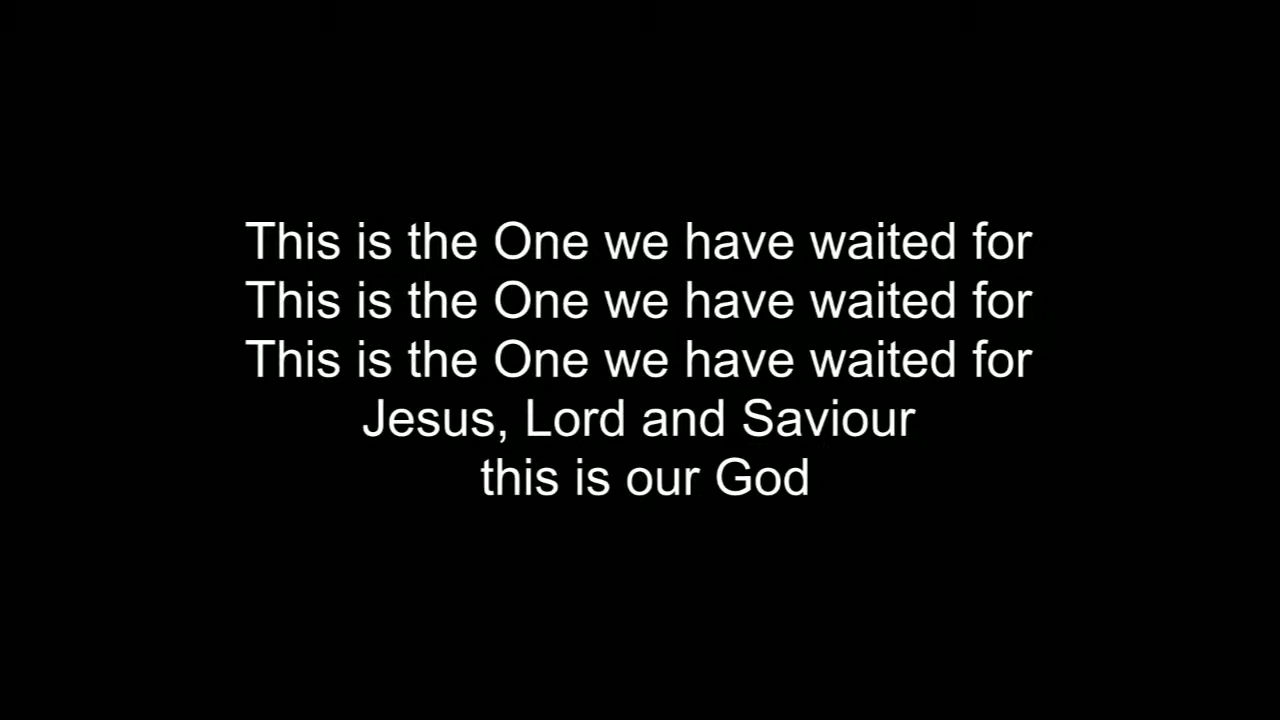 This is the One we have waited for
This is the One we have waited for
This is the One we have waited for
Jesus, Lord and Saviour
this is our God